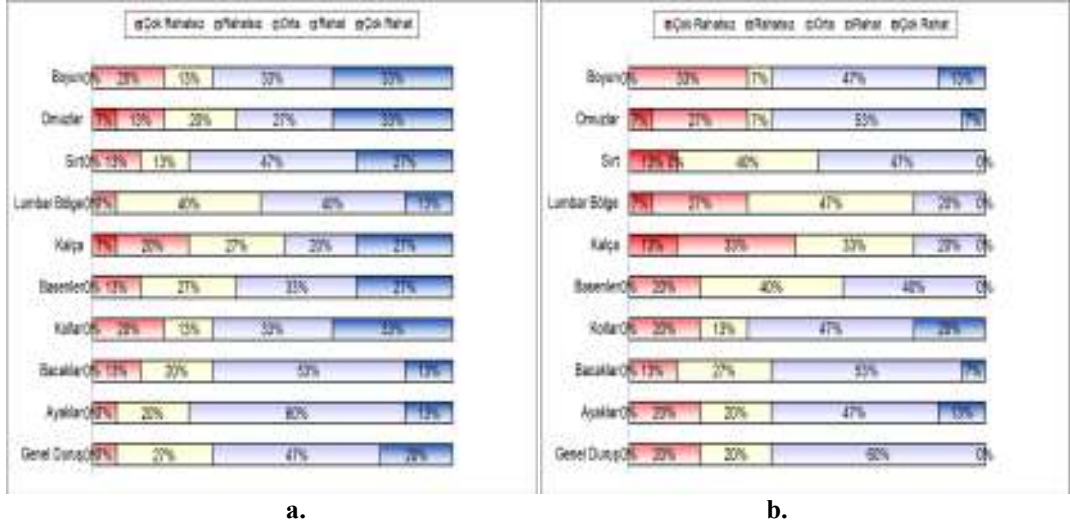 Çok Rahatsız Rahatsız Orta Rahat Çok Rahat
Boyun 0% 20% 13% 33% 33%
Omuzlar 7% 13% 20% 27% 33%
Sırt 0% 13% 13% 47% 27%
Lumbar Bölge 0% 7% 40% 40% 13%
Kalça 7% 20% 27% 20% 27%
Basenler 0% 13% 27% 33% 27%
Kollar 0% 20% 13% 33% 33%
Bacaklar 0% 13% 20% 53% 13%
Ayaklar 0% 7% 20% 60% 13%
Genel Duruş 0% 7% 27% 47% 20%
a.
Çok Rahatsız Rahatsız Orta Rahat Çok Rahat
Boyun 0% 33% 7% 47% 13%
Omuzlar 7% 27% 7% 53% 7%
Sırt 13% 0% 40% 47% 0%
Lumbar Bölge 7% 27% 47% 20% 0%
Kalça 13% 33% 33% 20% 0%
Basenler 0% 20% 40% 40% 0%
Kollar 0% 20% 13% 47% 20%
Bacaklar 0% 13% 27% 53% 7%
Ayaklar 0% 20% 20% 47% 13%
Genel Duruş 0% 20% 20% 60% 0%
b.